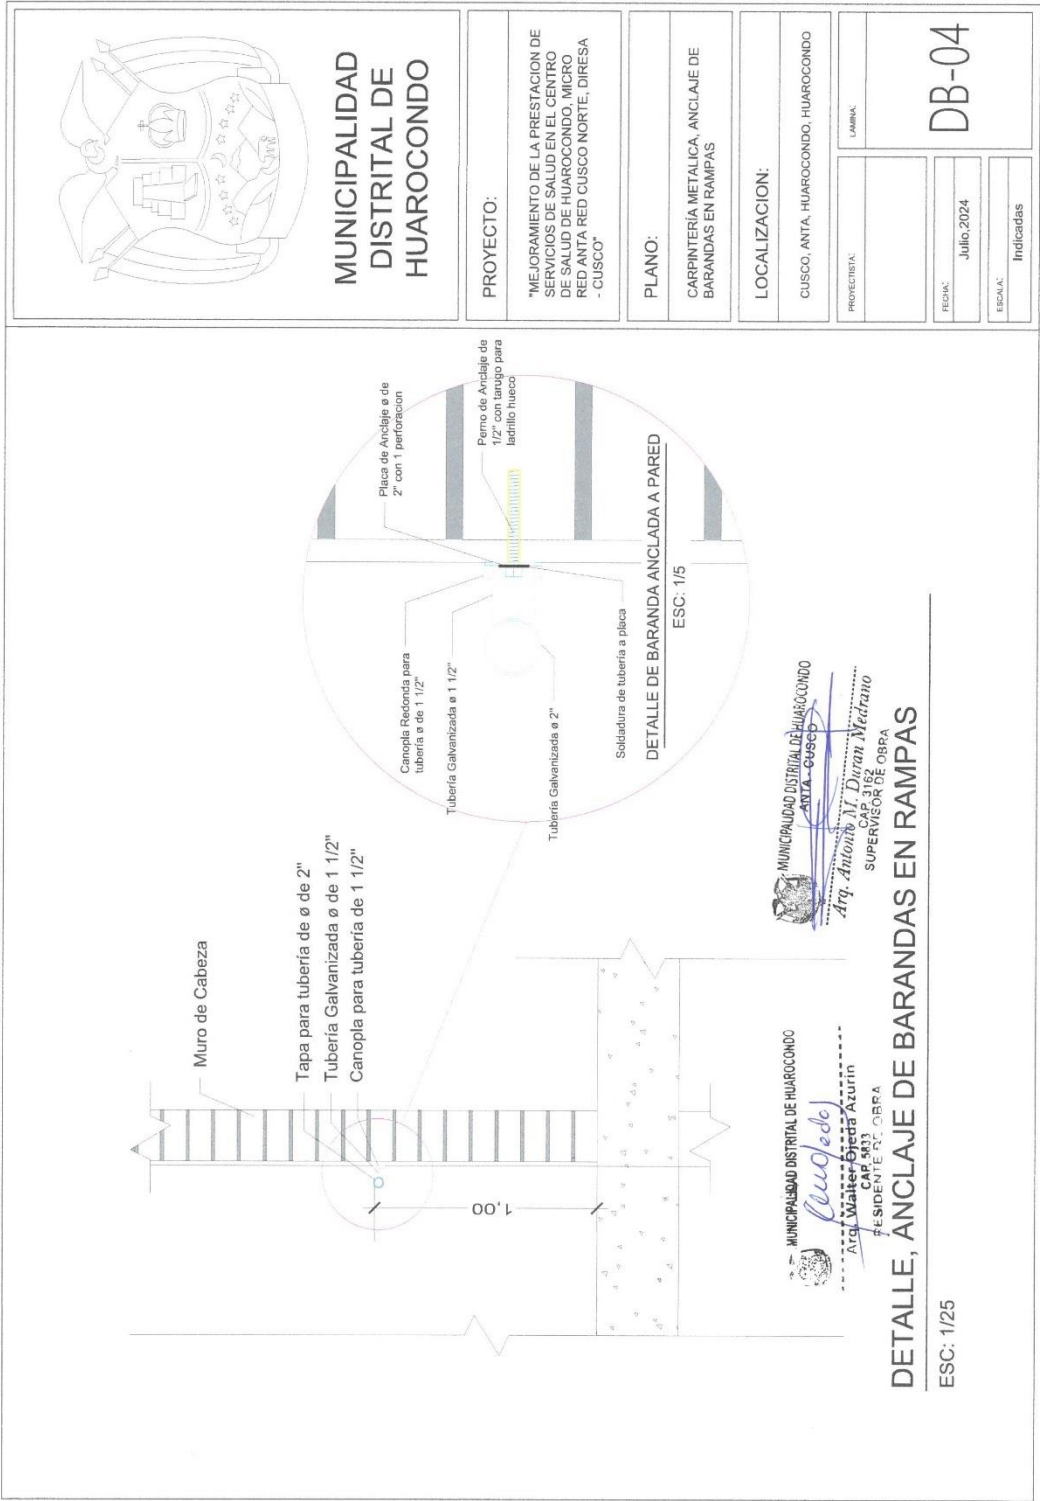 MUNICIPALIDAD
DISTRITAL DE
HUAROCONDO
PROYECTO:
"MEJORAMIENTO DE LA PRESTACION DE
SERVICIOS DE SALUD EN EL CENTRO
DE SALUD DE HUAROCONDO, MICRO
RED ANTA RED CUSCO NORTE, DIRESA
- CUSCO"
PLANO:
CARPINTERÍA METALICA, ANCLAJE DE
BARANDAS EN RAMPAS
LOCALIZACION:
CUSCO, ANTA, HUAROCONDO, HUAROCONDO
PROYECTISTA:
LAMINA:
DB-04
FECHA:
Julio,2024
ESCALA:
Indicadas
Muro de Cabeza
Tapa para tubería de ø de 2"
Tubería Galvanizada ø de 1 1/2"
Canopla para tubería de 1 1/2"
1,00
Placa de Anclaje ø de
2" con 1 perforacion
Perno de Anclaje de
1/2" con tarugo para
ladrillo hueco
Canopla Redonda para
tubería ø de 1 1/2"
Tubería Galvanizada ø 1 1/2"
Tubería Galvanizada ø 2"
Soldadura de tubería a placa
DETALLE DE BARANDA ANCLADA A PARED
ESC: 1/5
MUNICIPALIDAD DISTRITAL DE HUAROCONDO
Arq. Walter Ojeda Azurin
CAP. 5833
RESIDENTE DE OBRA
MUNICIPALIDAD DISTRITAL DE HUAROCONDO
ANTA - CUSCO
Arq. Antonio M. Duran Medrano
CAP. 3162
SUPERVISOR DE OBRA
DETALLE, ANCLAJE DE BARANDAS EN RAMPAS
ESC: 1/25